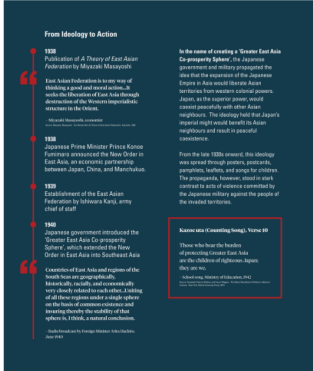 From Ideology to Action
1938
Publication of A Theory of East Asian
Federation by Miyazaki Masayoshi
East Asian Federation is to my way of
thinking a good and moral action...It
seeks the liberation of East Asia through
destruction of the Western imperialistic
structure in the Orient.
- Miyazaki Masayoshi, economist
1938
Japanese Prime Minister Prince Konoe
Fumimaro announced the New Order in
East Asia, an economic partnership
between Japan, China, and Manchukuo.
1939
Establishment of the East Asian
Federation by Ishiwara Kanji, army
chief of staff
1940
Japanese government introduced the
'Greater East Asia Co-prosperity
Sphere', which extended the New
Order in East Asia into Southeast Asia
Countries of East Asia and regions of the
South Seas are geographically,
historically, racially, and economically
very closely related to each other...Uniting
of all these regions under a single sphere
on the basis of common existence and
insuring thereby the stability of that
sphere is, I think, a natural conclusion.
- Radio broadcast by Foreign Minister Arita Hachiro,
June 1940
In the name of creating a 'Greater East Asia
Co-prosperity Sphere', the Japanese
government and military propagated the
idea that the expansion of the Japanese
Empire in Asia would liberate Asian
territories from western colonial powers.
Japan, as the superior power, would
coexist peacefully with other Asian
neighbours. The ideology held that Japan's
imperial might would benefit its Asian
neighbours and result in peaceful
coexistence.
From the late 1930s onward, this ideology
was spread through posters, postcards,
pamphlets, leaflets, and songs for children.
The propaganda, however, stood in stark
contrast to acts of violence committed by
the Japanese military against the people of
the invaded territories.
Kazoe uta (Counting Song), Verse 10
Those who bear the burden
of protecting Greater East Asia
are the children of righteous Japan;
they are we.
- School song, Ministry of Education, 1942